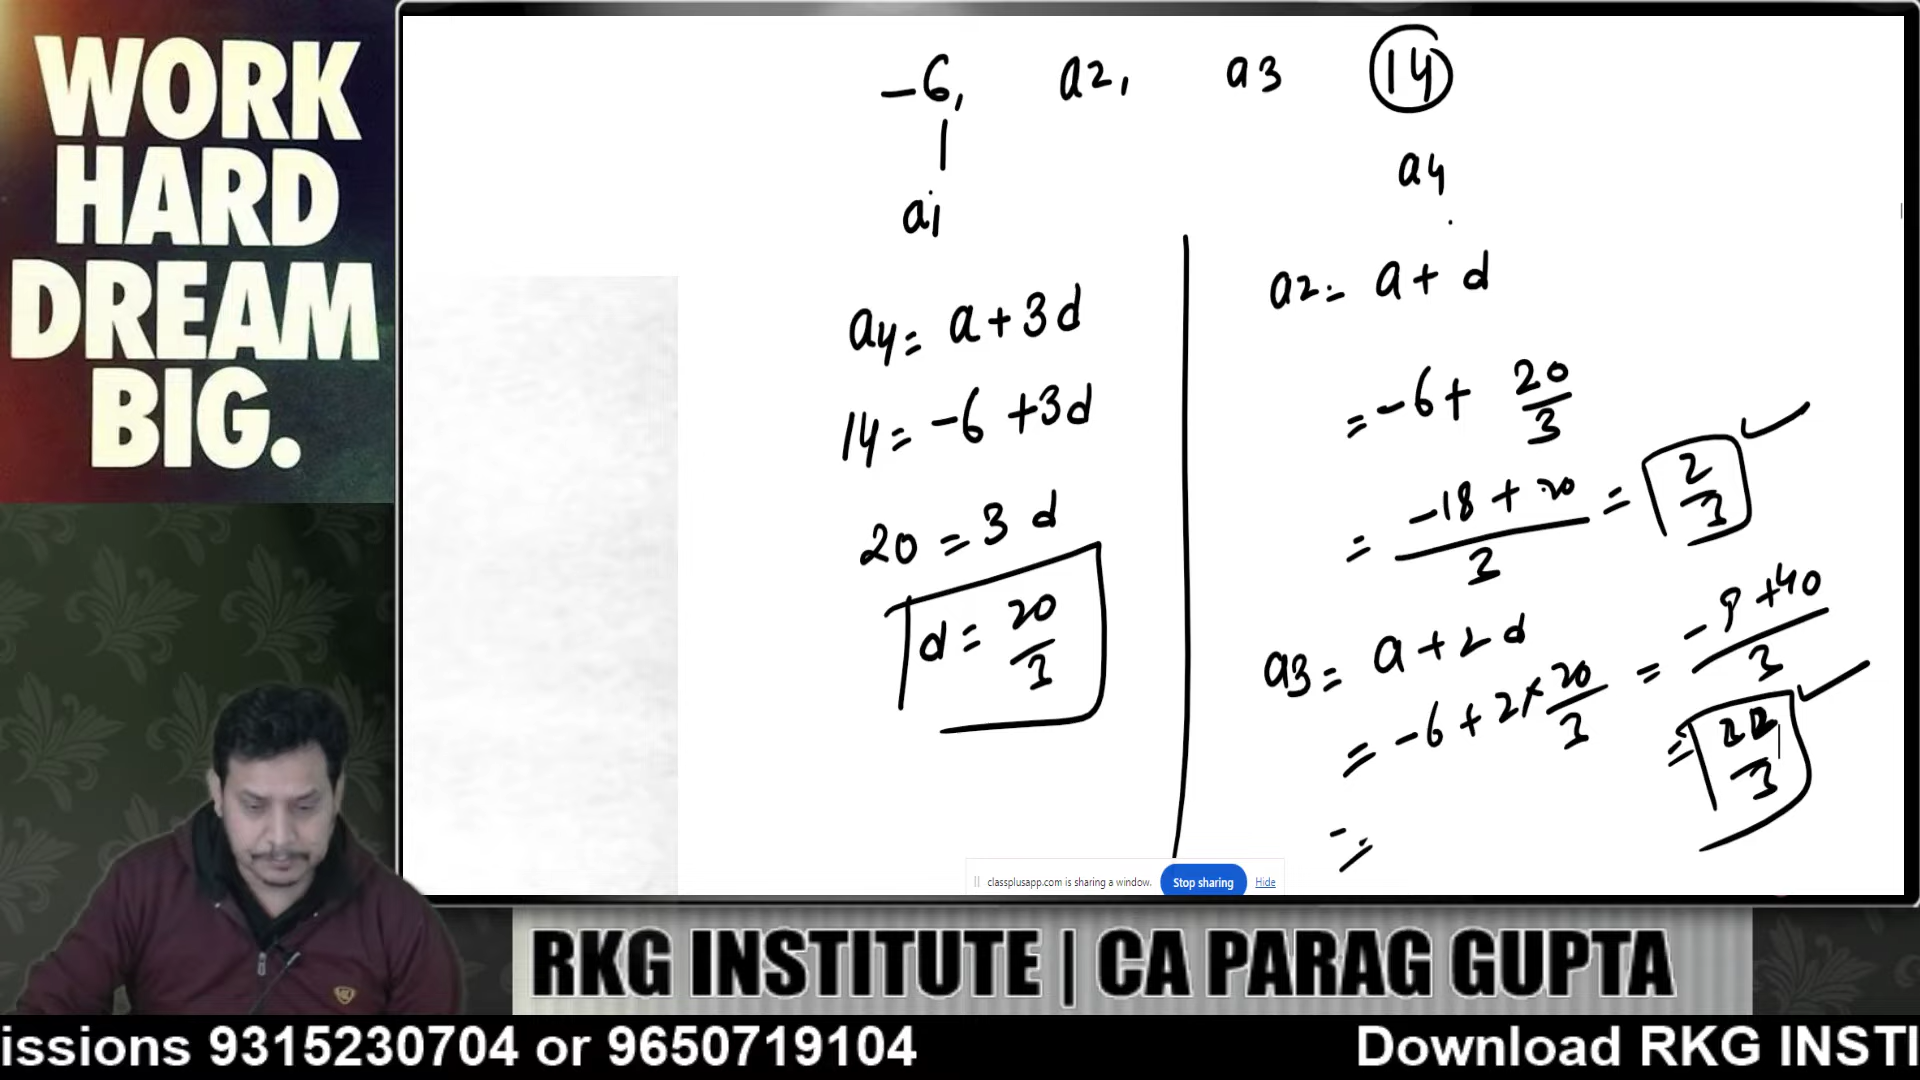 WORK
HARD
DREAM
BIG.
-6, a2, a3 14
a1
a4
a4 = a + 3d
14 = -6 + 3d
20 = 3d
d = 20/3
a2 = a + d
= -6 + 20/3
= -18 + 20/3 = 2/3
a3 = a + 2d
= -6 + 2 × 20/3 = -9 + 40/3
= 22/3
=
classplusapp.com is sharing a window. Stop sharing Hide
RKG INSTITUTE | CA PARAG GUPTA
issions 9315230704 or 9650719104 Download RKG INSTI